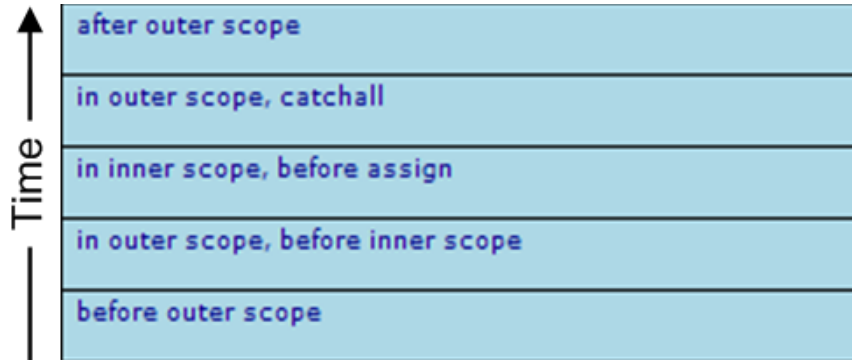 after outer scope
in outer scope, catchall
in inner scope, before assign
in outer scope, before inner scope
before outer scope
Time